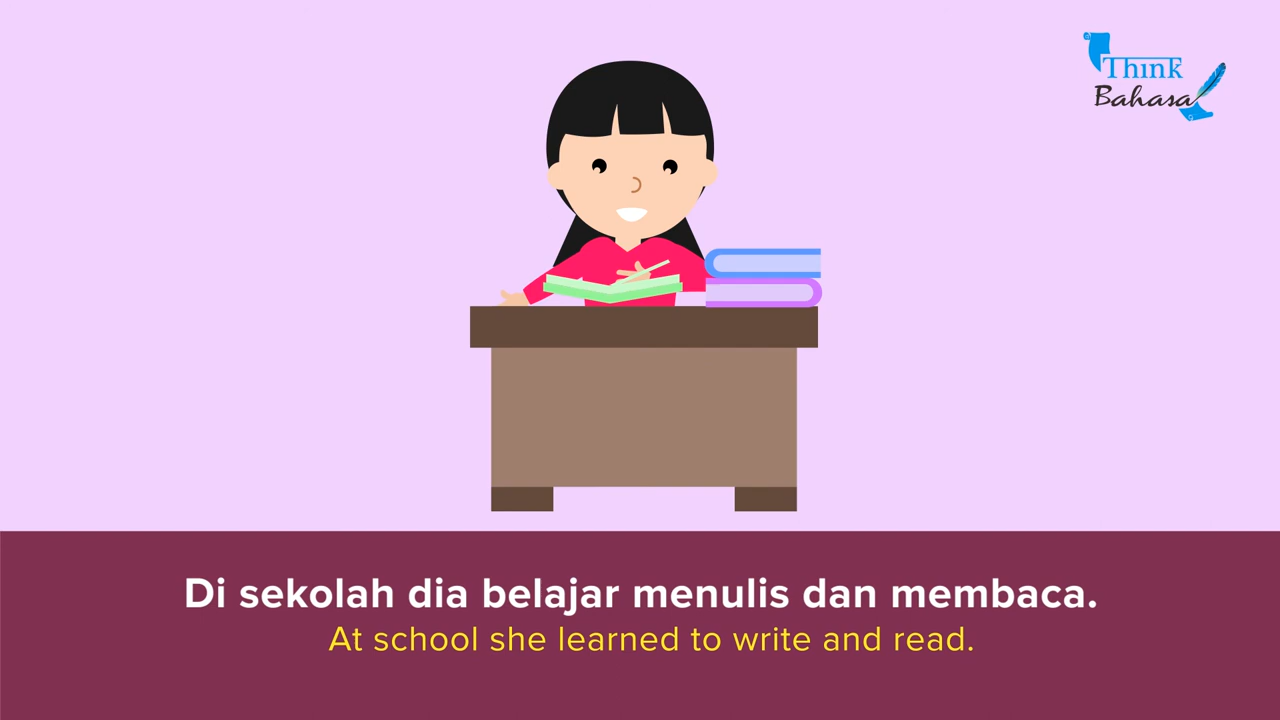 Think
Bahasa
Di sekolah dia belajar menulis dan membaca.
At school she learned to write and read.